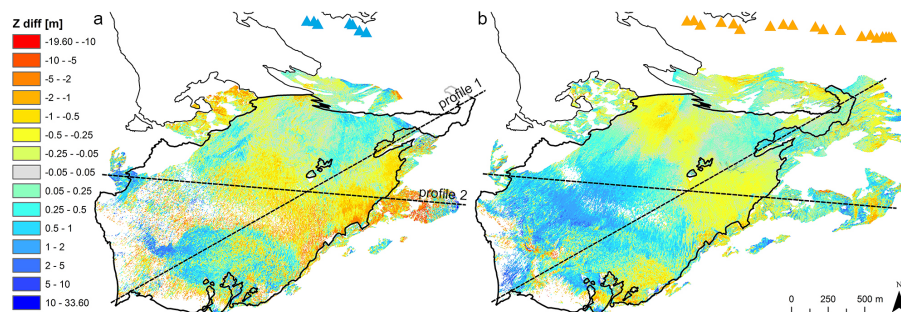 Z diff [m]
-19.60 - -10
-10 - -5
-5 - -2
-2 - -1
-1 - -0.5
-0.5 - -0.25
-0.25 - -0.05
-0.05 - 0.05
0.05 - 0.25
0.25 - 0.5
0.5 - 1
1 - 2
2 - 5
5 - 10
10 - 33.60
a
profile 1
profile 2
b
N
0 250 500 m